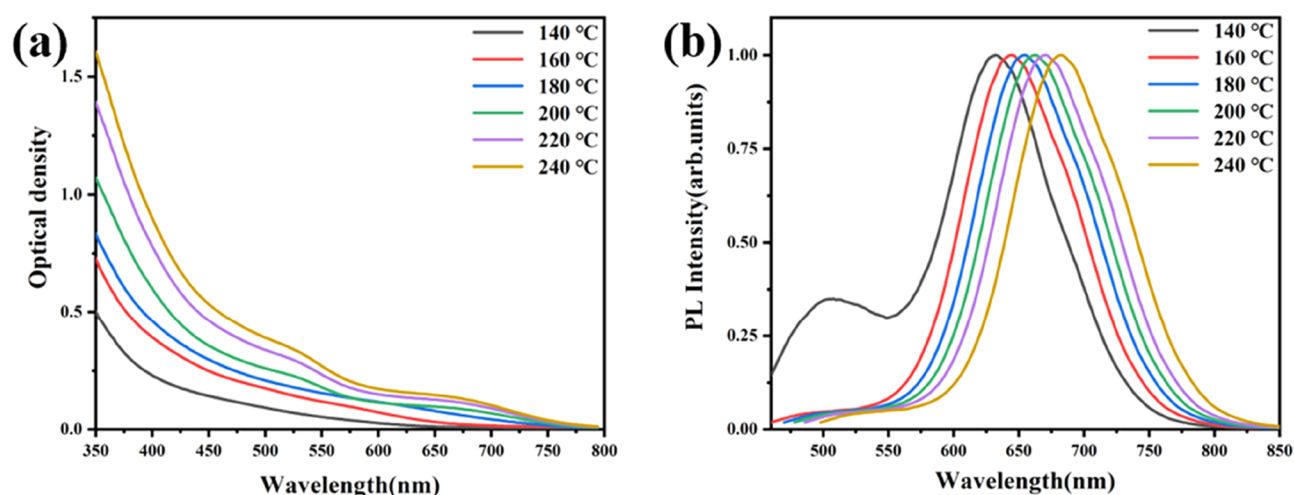 (a)
140 °C
160 °C
180 °C
200 °C
220 °C
240 °C
1.5
1.0
0.5
0.0
350 400 450 500 550 600 650 700 750 800
Optical density
Wavelength(nm)
(b)
140 °C
160 °C
180 °C
200 °C
220 °C
240 °C
1.00
0.75
0.50
0.25
0.00
500 550 600 650 700 750 800 850
PL Intensity(arb.units)
Wavelength(nm)